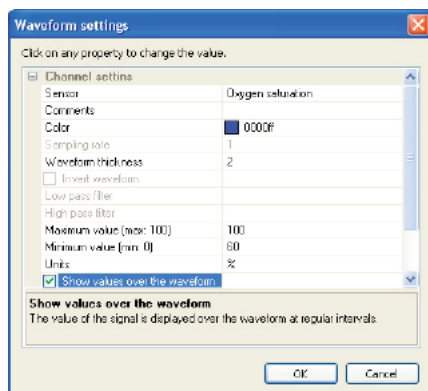 Waveform settings
Click on any property to change the value.
Channel settins
Sensor Oxygen saturation
Comments
Color 0000ff
Sampling rate 1
Waveform thickness 2
Invert waveform
Low pass filter
High pass filter
Maximum value (max: 100) 100
Minimum value (min: 0) 60
Units %
Show values over the waveform
Show values over the waveform
The value of the signal is displayed over the waveform at regular intervals.
OK Cancel